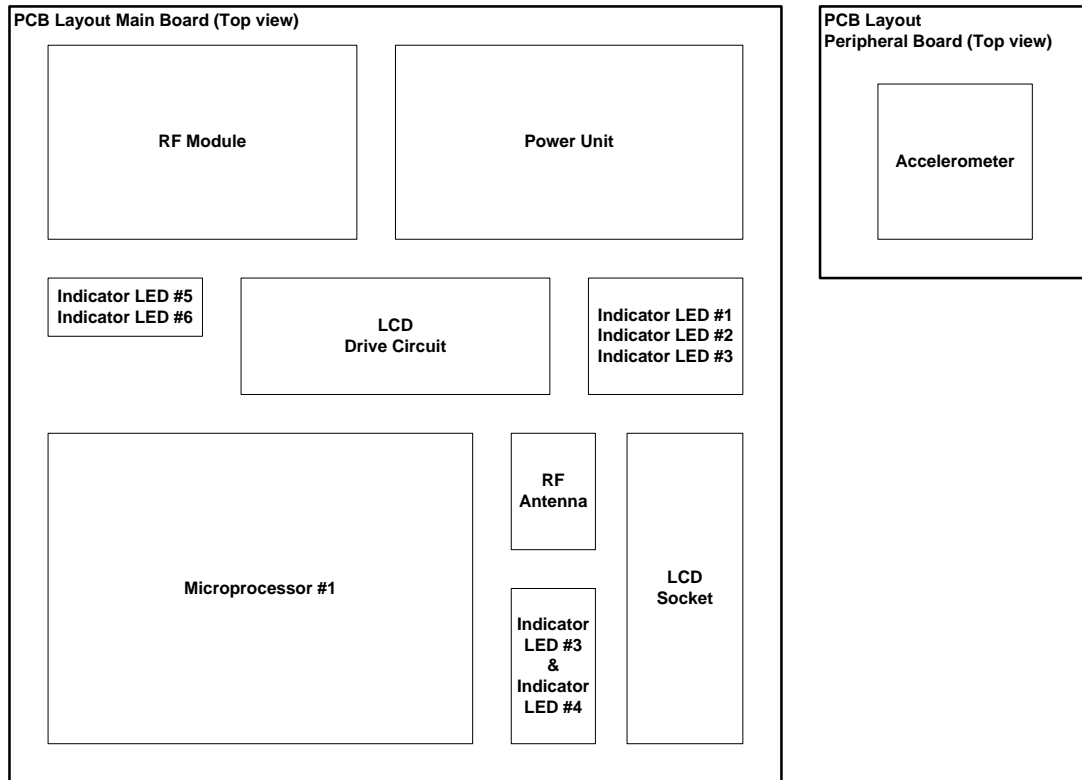 PCB Layout Main Board (Top view)
RF Module
Power Unit
Indicator LED #5
Indicator LED #6
LCD
Drive Circuit
Indicator LED #1
Indicator LED #2
Indicator LED #3
Microprocessor #1
RF
Antenna
Indicator
LED #3
&
Indicator
LED #4
LCD
Socket
PCB Layout
Peripheral Board (Top view)
Accelerometer